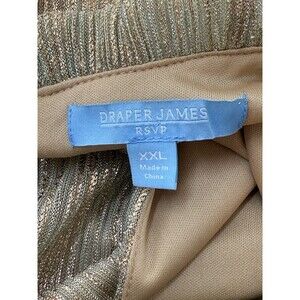 DRAPER JAMES
RSVP
XXL
Made in
China